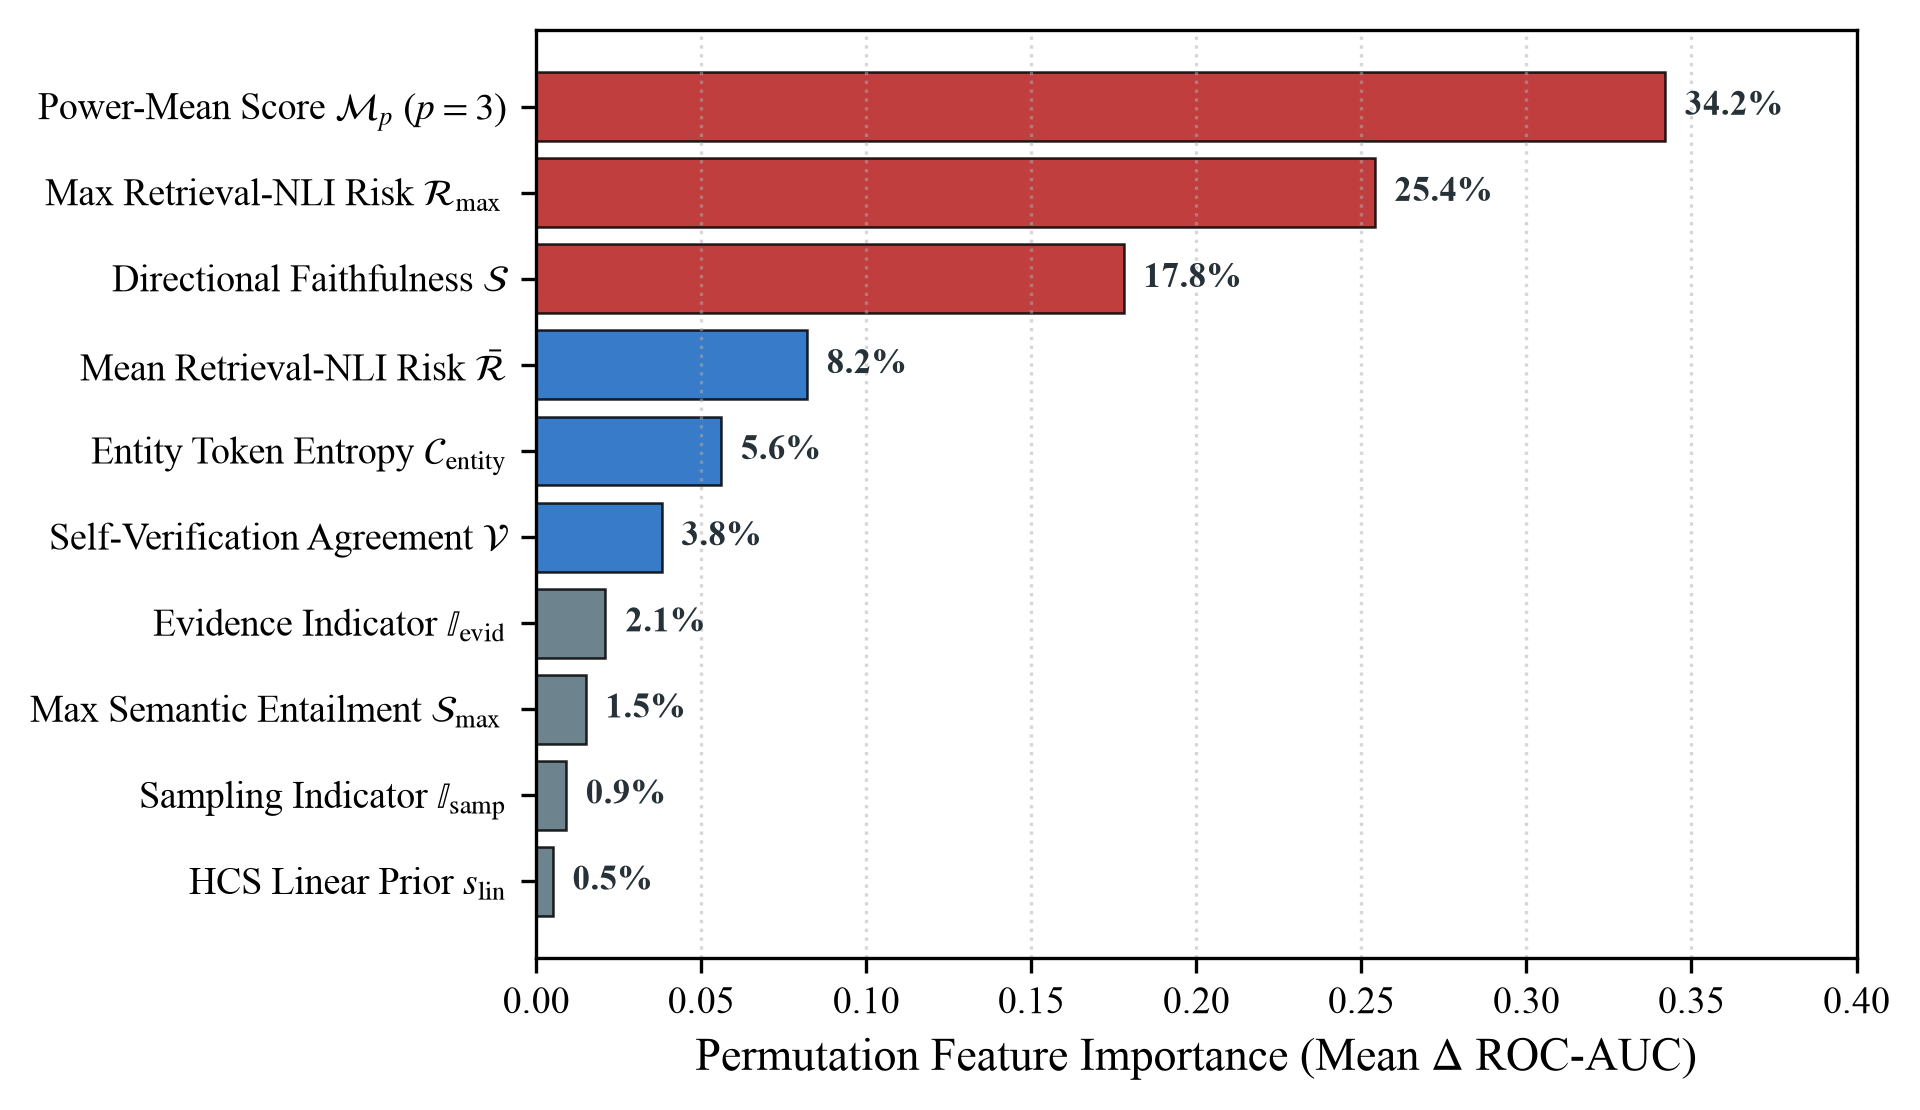 Power-Mean Score ℳₚ (p = 3)
34.2%
Max Retrieval-NLI Risk ℛmax
25.4%
Directional Faithfulness 𝒮
17.8%
Mean Retrieval-NLI Risk ℛ̄
8.2%
Entity Token Entropy 𝒞entity
5.6%
Self-Verification Agreement 𝒱
3.8%
Evidence Indicator 𝕀evid
2.1%
Max Semantic Entailment 𝒮max
1.5%
Sampling Indicator 𝕀samp
0.9%
HCS Linear Prior slin
0.5%
0.00 0.05 0.10 0.15 0.20 0.25 0.30 0.35 0.40
Permutation Feature Importance (Mean Δ ROC-AUC)